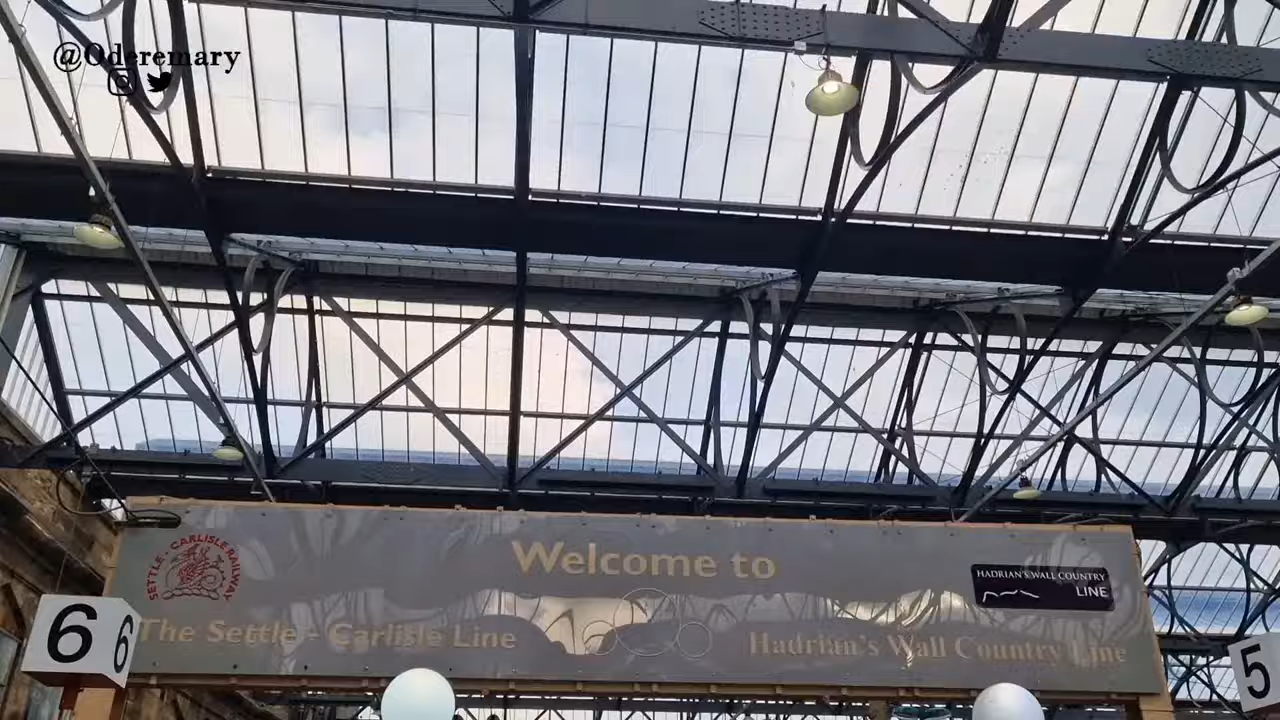 @Oderemary
SETTLE - CARLISLE RAILWAY
Welcome to
HADRIAN'S WALL COUNTRY
LINE
The Settle - Carlisle Line
Hadrian's Wall Country Line
6
6
5